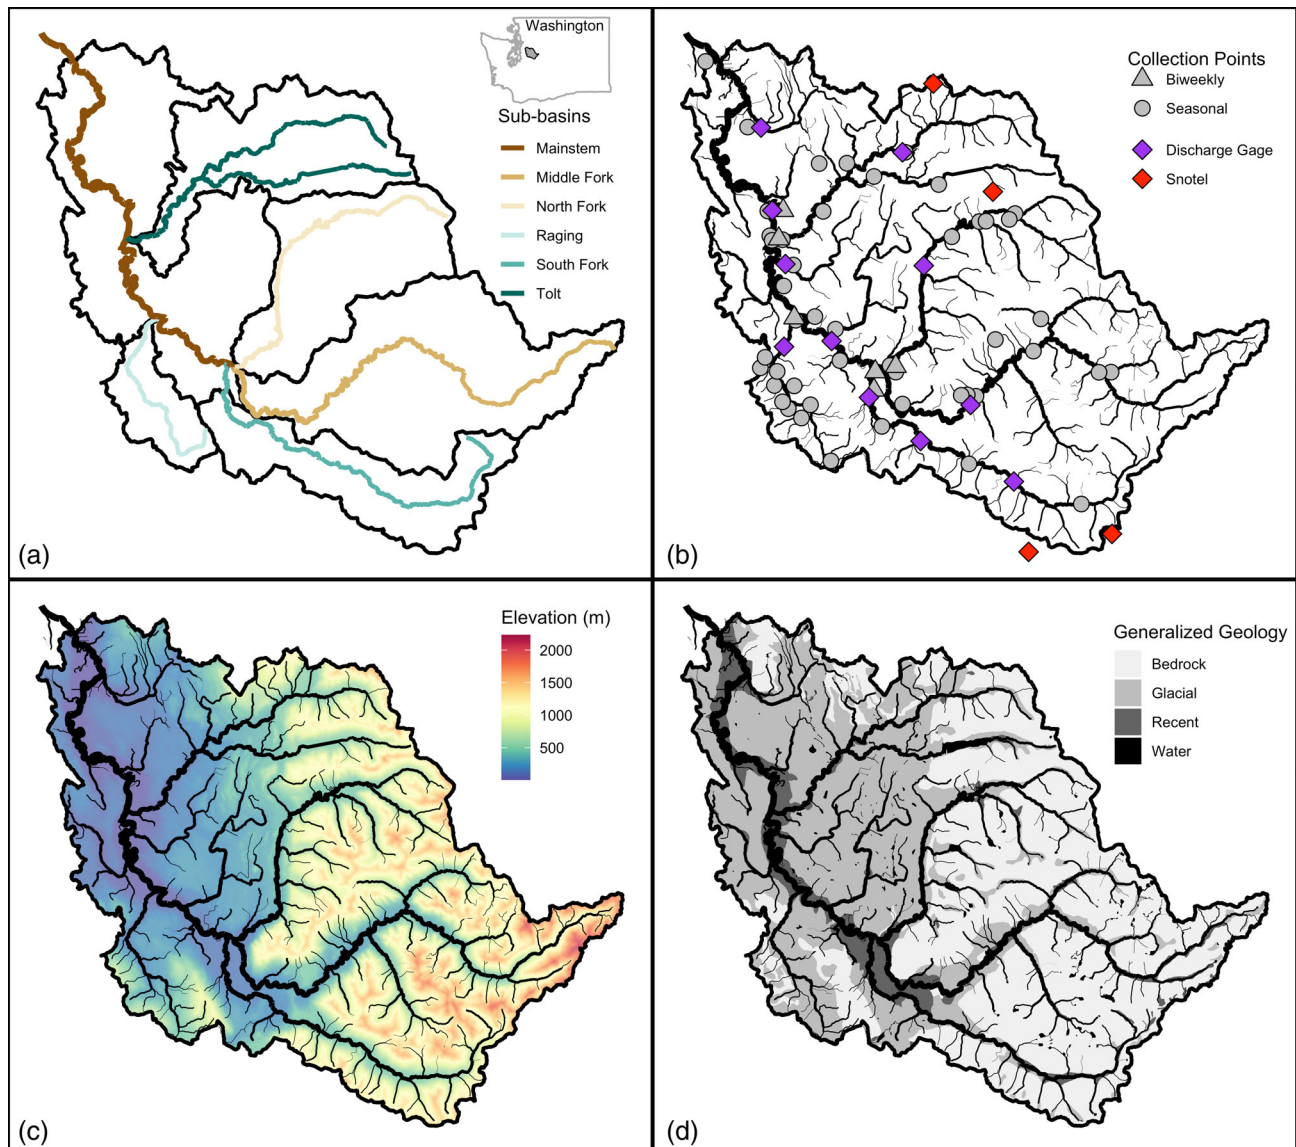 Washington
Sub-basins
Mainstem
Middle Fork
North Fork
Raging
South Fork
Tolt
(a)
Collection Points
Biweekly
Seasonal
Discharge Gage
Snotel
(b)
Elevation (m)
2000
1500
1000
500
(c)
Generalized Geology
Bedrock
Glacial
Recent
Water
(d)